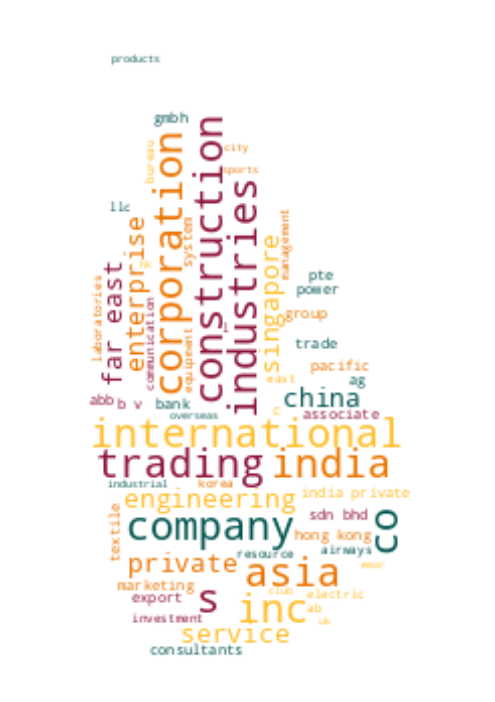 products
gmbh
corporation
construction
bureau
city
sports
industries
llc
enterprise
system
management
singapore
far east
hk
laboratories
communication
equipment
l
pte
power
group
trade
pacific
east
ag
abb
b v
bank
china
overseas
c
associate
international
trading
india
industrial
korea
engineering
india private
textile
company
sdn bhd
co
hong kong
resource
airways
private
asia
wear
marketing
export
s
club
electric
inc
ab
investment
uk
service
consultants